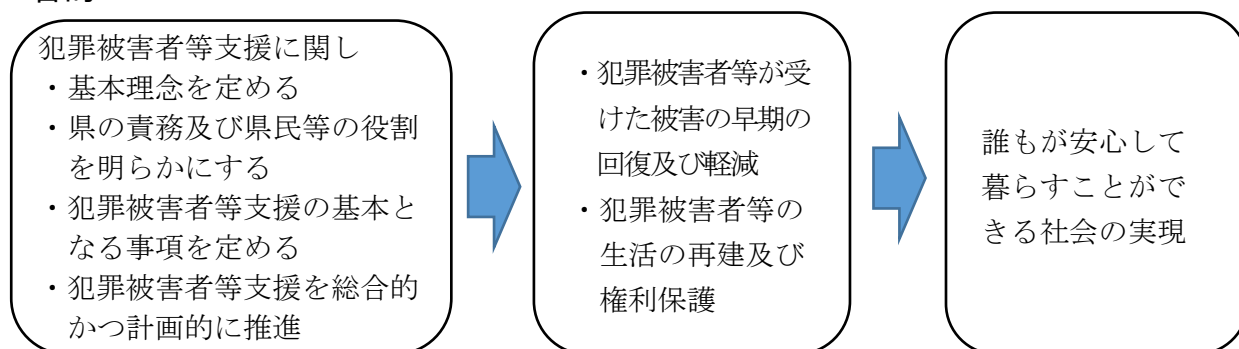 犯罪被害者等支援に関し
・基本理念を定める
・県の責務及び県民等の役割
を明らかにする
・犯罪被害者等支援の基本と
なる事項を定める
・犯罪被害者等支援を総合的
かつ計画的に推進
・犯罪被害者等が受
けた被害の早期の
回復及び軽減
・犯罪被害者等の
生活の再建及び
権利保護
誰もが安心して
暮らすことがで
きる社会の実現